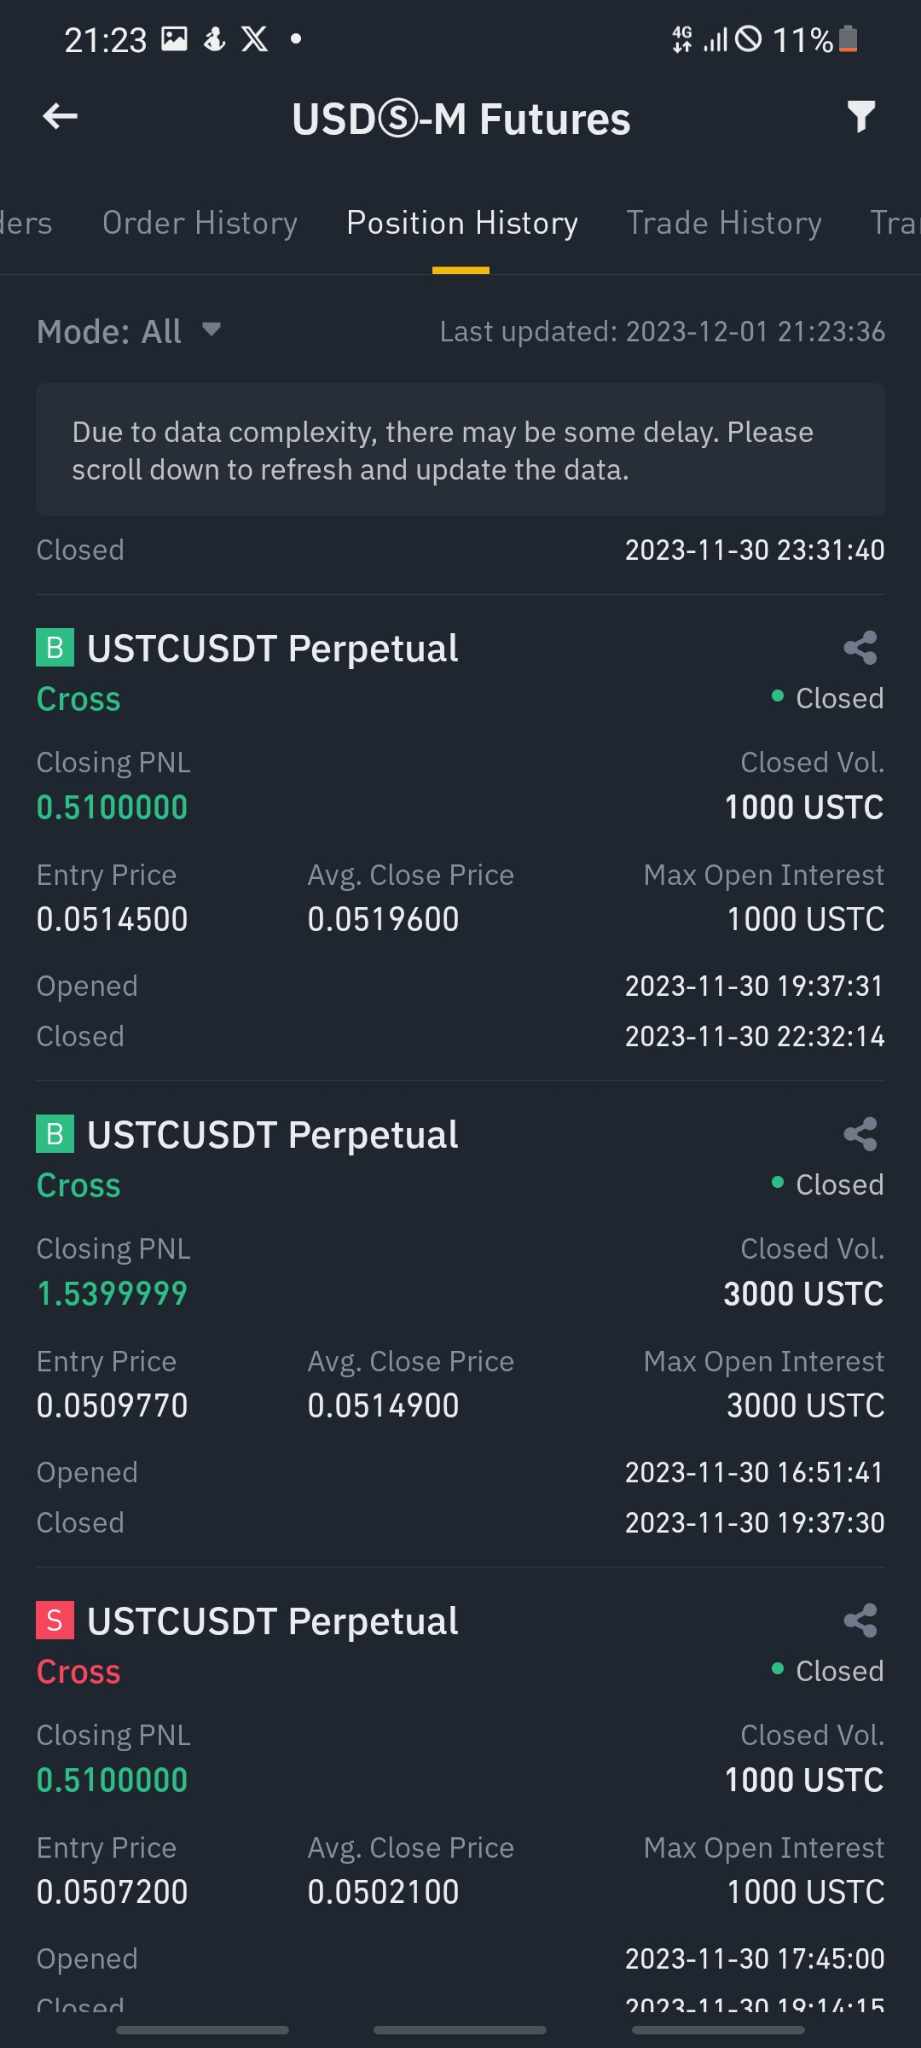 21:23 4G 11%
USDⓈ-M Futures
ders Order History Position History Trade History Tra
Mode: All Last updated: 2023-12-01 21:23:36
Due to data complexity, there may be some delay. Please
scroll down to refresh and update the data.
Closed 2023-11-30 23:31:40
B USTCUSDT Perpetual
Cross Closed
Closing PNL Closed Vol.
0.5100000 1000 USTC
Entry Price Avg. Close Price Max Open Interest
0.0514500 0.0519600 1000 USTC
Opened 2023-11-30 19:37:31
Closed 2023-11-30 22:32:14
B USTCUSDT Perpetual
Cross Closed
Closing PNL Closed Vol.
1.5399999 3000 USTC
Entry Price Avg. Close Price Max Open Interest
0.0509770 0.0514900 3000 USTC
Opened 2023-11-30 16:51:41
Closed 2023-11-30 19:37:30
S USTCUSDT Perpetual
Cross Closed
Closing PNL Closed Vol.
0.5100000 1000 USTC
Entry Price Avg. Close Price Max Open Interest
0.0507200 0.0502100 1000 USTC
Opened 2023-11-30 17:45:00
Closed 2023-11-30 19:14:15